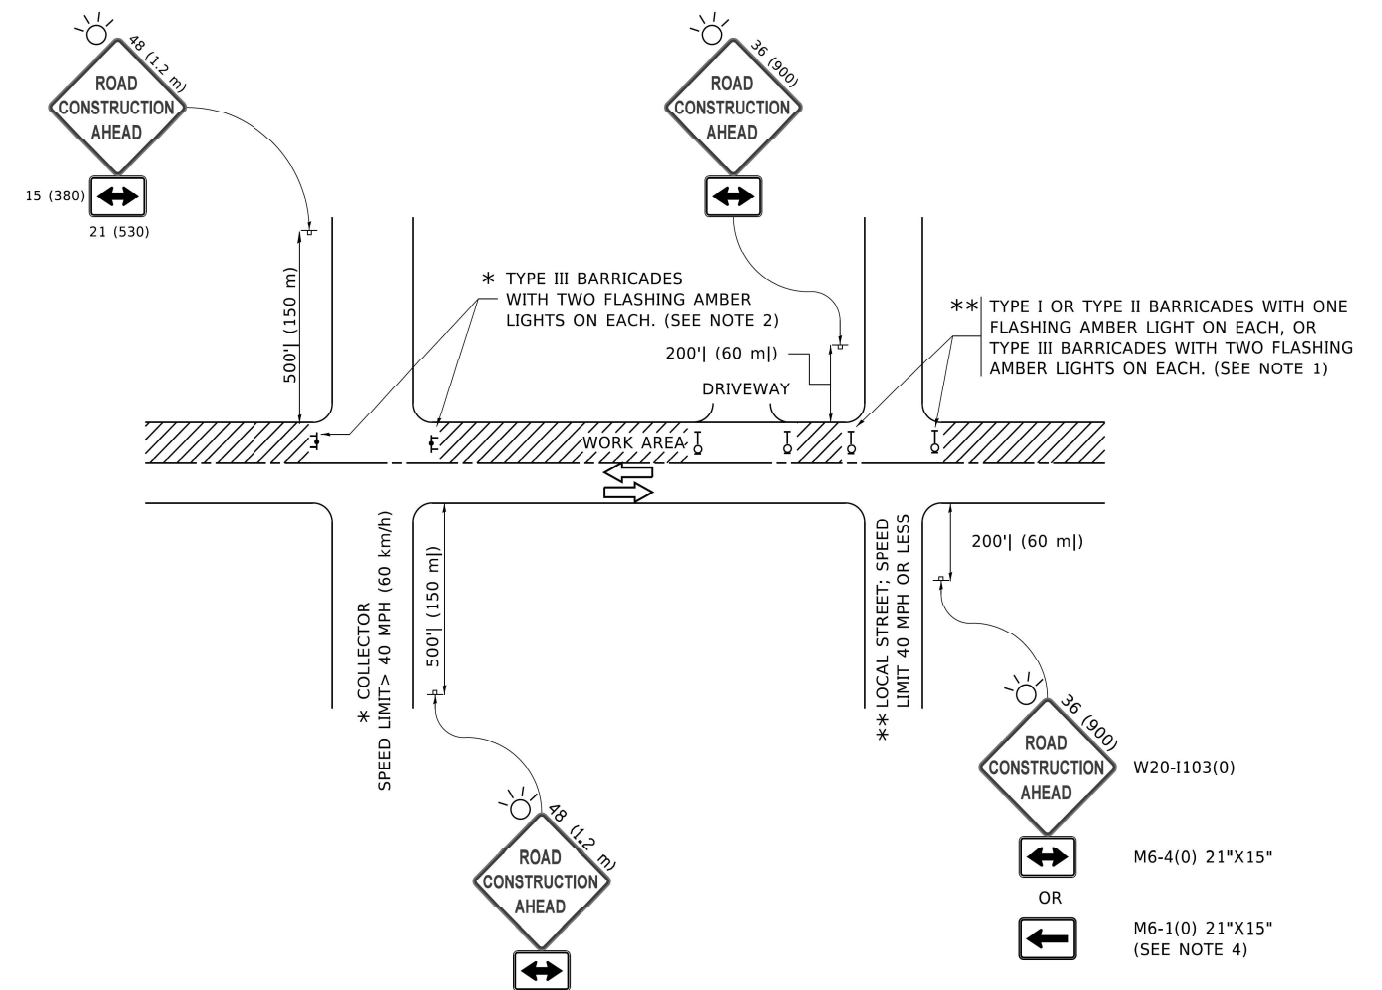 48 (1.2 m)
ROAD
CONSTRUCTION
AHEAD
15 (380)
21 (530)
36 (900)
ROAD
CONSTRUCTION
AHEAD
500'| (150 m)
* TYPE III BARRICADES
WITH TWO FLASHING AMBER
LIGHTS ON EACH. (SEE NOTE 2)
200'| (60 m|)
DRIVEWAY
** TYPE I OR TYPE II BARRICADES WITH ONE
FLASHING AMBER LIGHT ON EACH, OR
TYPE III BARRICADES WITH TWO FLASHING
AMBER LIGHTS ON EACH. (SEE NOTE 1)
WORK AREA
* COLLECTOR
SPEED LIMIT> 40 MPH (60 km/h)
500'| (150 m|)
** LOCAL STREET; SPEED
LIMIT 40 MPH OR LESS
200'| (60 m|)
48 (1.2 m)
ROAD
CONSTRUCTION
AHEAD
36 (900)
ROAD
CONSTRUCTION
AHEAD
W20-I103(0)
M6-4(0) 21"X15"
OR
M6-1(0) 21"X15"
(SEE NOTE 4)